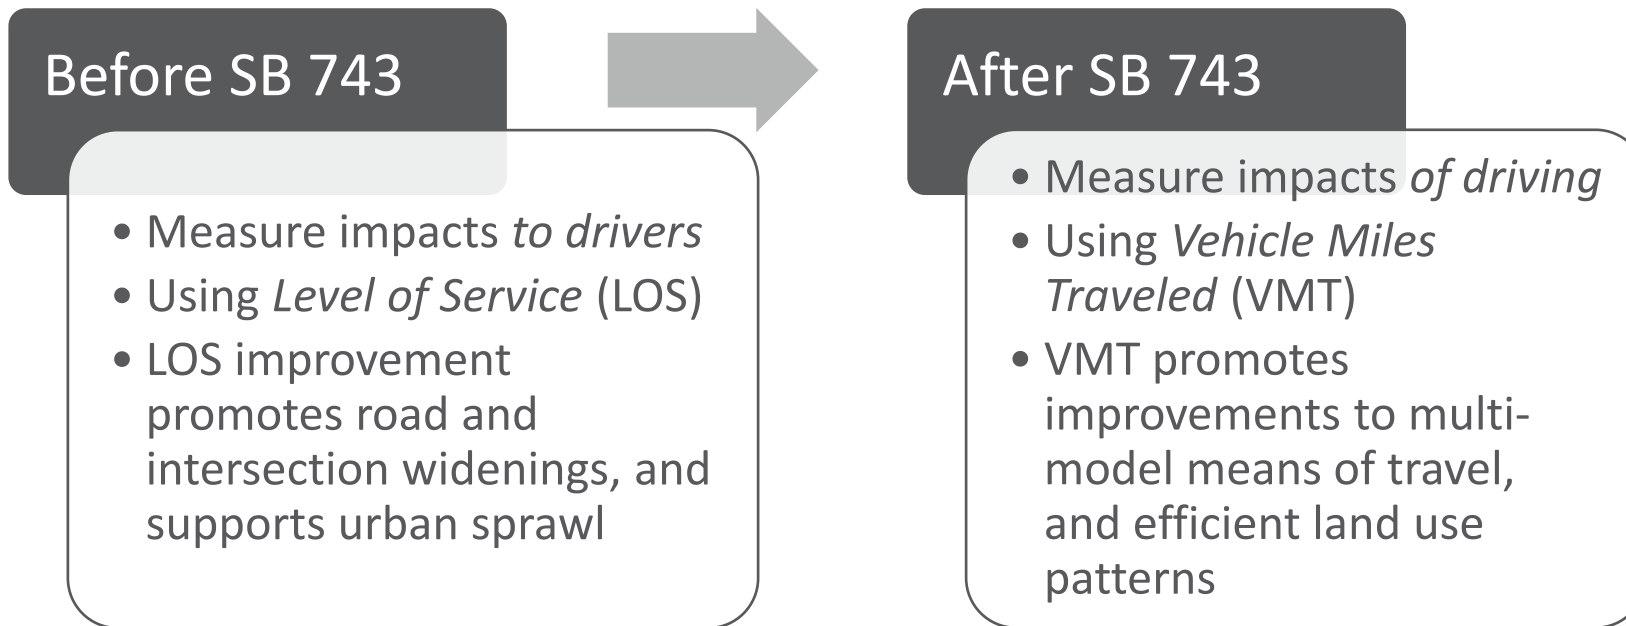 Before SB 743
• Measure impacts to drivers
• Using Level of Service (LOS)
• LOS improvement
promotes road and
intersection widenings, and
supports urban sprawl
After SB 743
• Measure impacts of driving
• Using Vehicle Miles
Traveled (VMT)
• VMT promotes
improvements to multi-
model means of travel,
and efficient land use
patterns